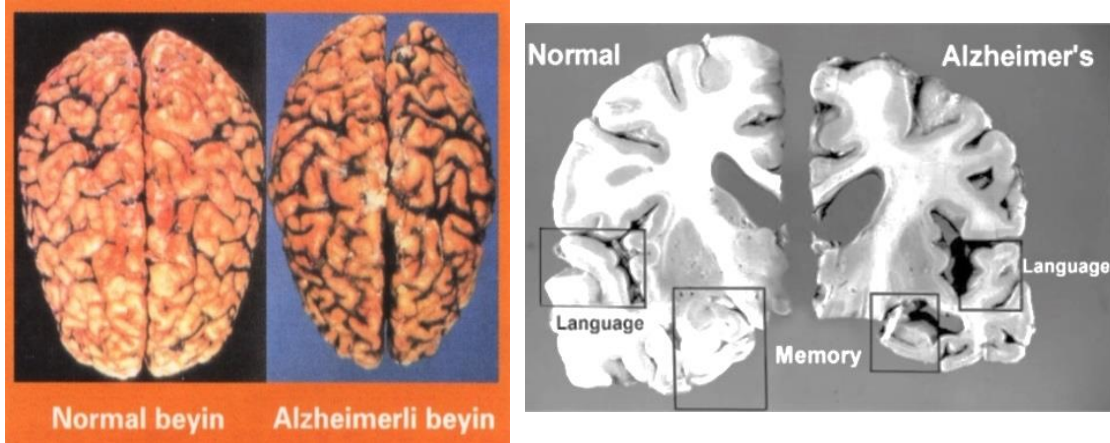 Normal beyin
Alzheimerli beyin
Normal
Alzheimer's
Language
Language
Memory